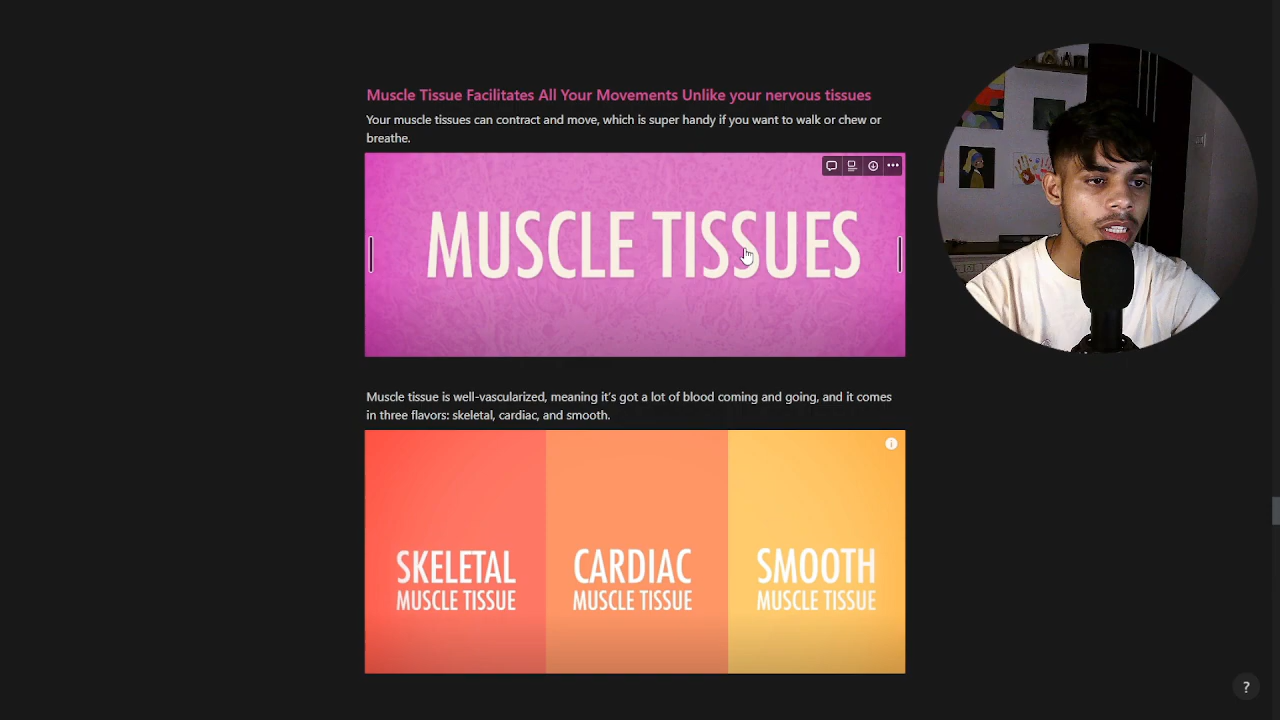 Muscle Tissue Facilitates All Your Movements Unlike your nervous tissues
Your muscle tissues can contract and move, which is super handy if you want to walk or chew or
breathe.
MUSCLE TISSUES
Muscle tissue is well-vascularized, meaning it's got a lot of blood coming and going, and it comes
in three flavors: skeletal, cardiac, and smooth.
SKELETAL
MUSCLE TISSUE
CARDIAC
MUSCLE TISSUE
SMOOTH
MUSCLE TISSUE
?